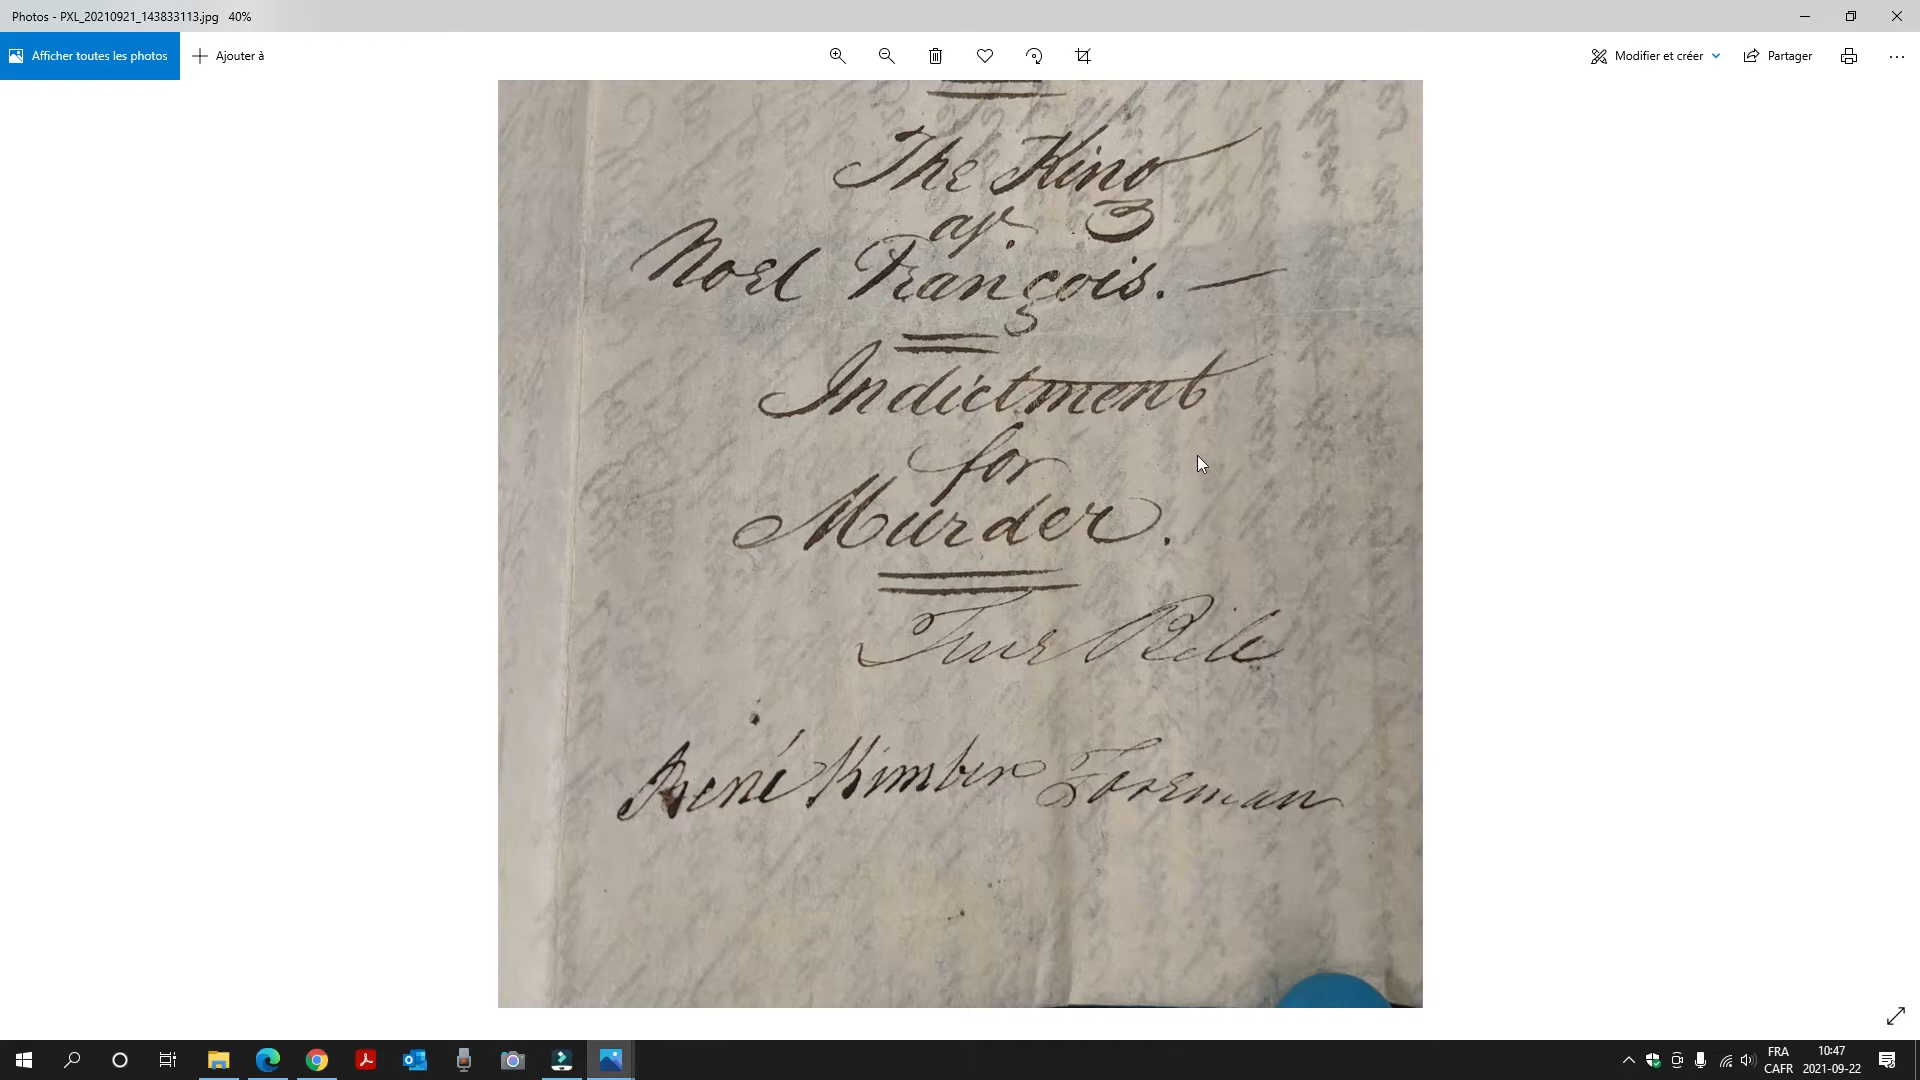 Photos - PXL_20210921_143833113.jpg 40%
Afficher toutes les photos
Ajouter à
Modifier et créer
Partager
The King
agt.
Noel François. —
Indictment
for
Murder.
True Bill
René Kimber Foreman
FRA
CAFR
10:47
2021-09-22